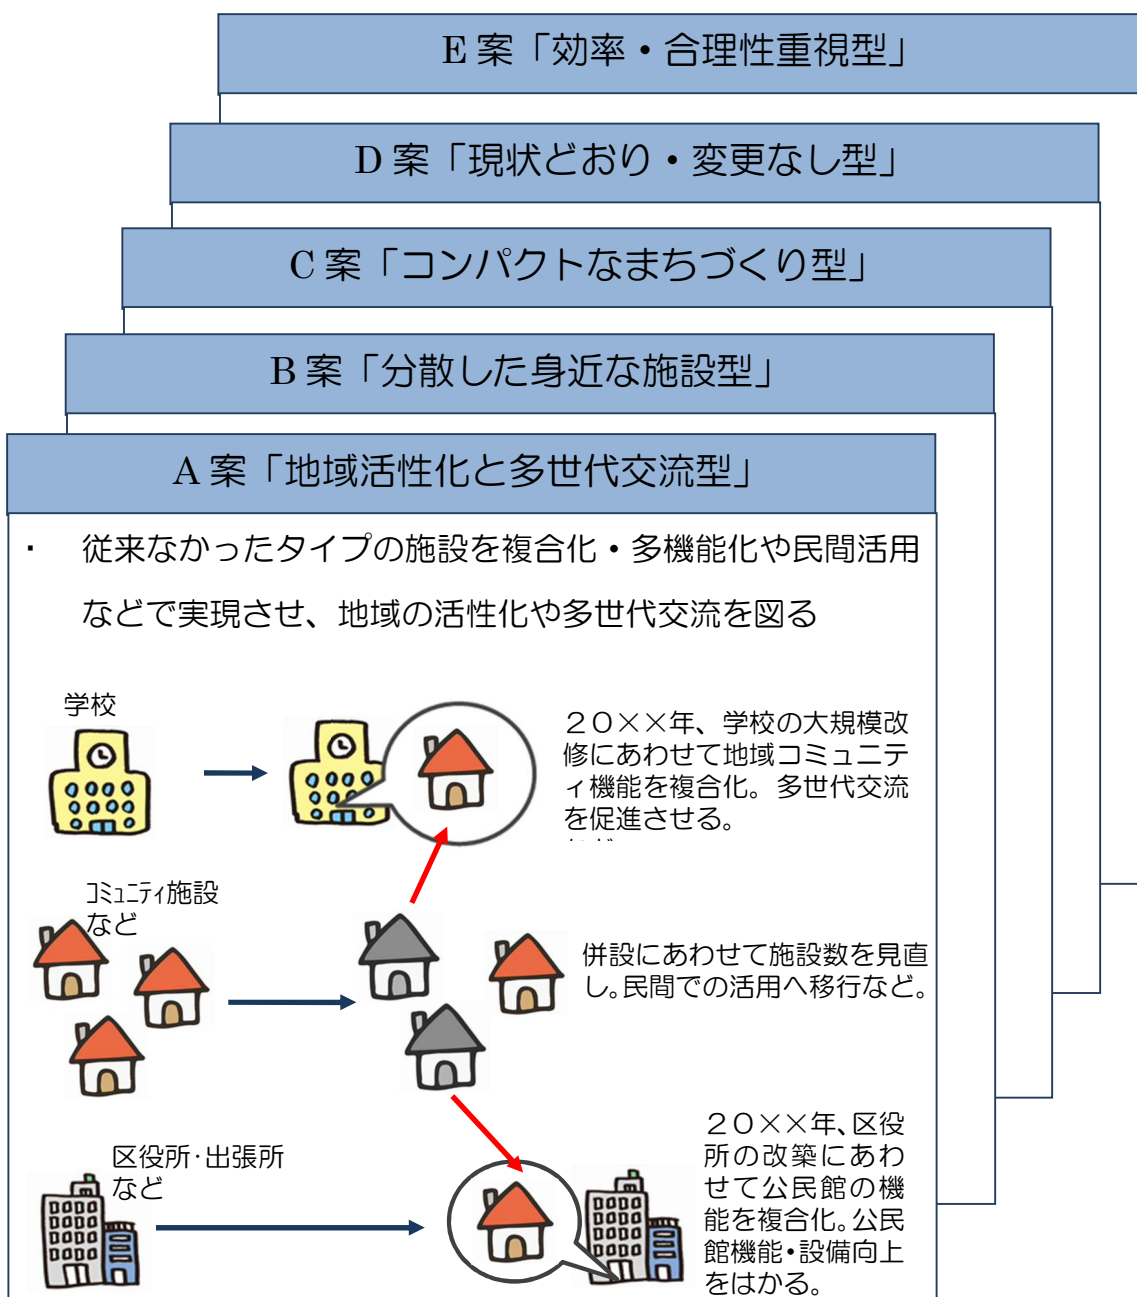 E 案「効率・合理性重視型」
D 案「現状どおり・変更なし型」
C 案「コンパクトなまちづくり型」
B 案「分散した身近な施設型」
A 案「地域活性化と多世代交流型」
・ 従来なかったタイプの施設を複合化・多機能化や民間活用
などで実現させ、地域の活性化や多世代交流を図る
学校
２０××年、学校の大規模改
修にあわせて地域コミュニテ
ィ機能を複合化。多世代交流
を促進させる。
ｺﾐｭﾆﾃｨ施設
など
併設にあわせて施設数を見直
し。民間での活用へ移行など。
区役所・出張所
など
２０××年、区役
所の改築にあわ
せて公民館の機
能を複合化。公民
館機能・設備向上
をはかる。